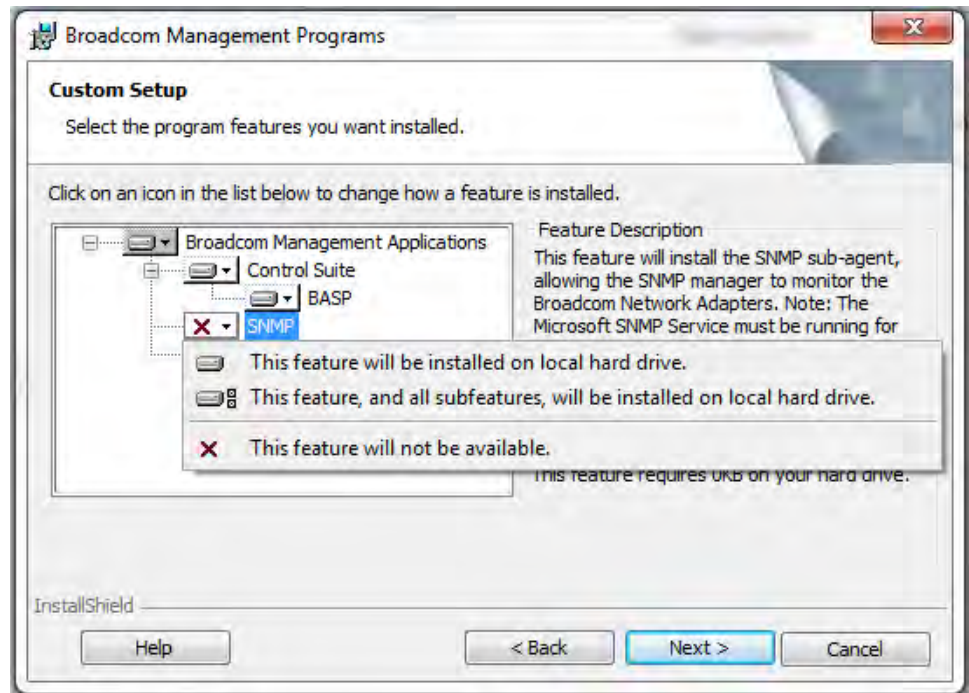 Broadcom Management Programs
Custom Setup
Select the program features you want installed.
Click on an icon in the list below to change how a feature is installed.
Broadcom Management Applications
Control Suite
BASP
SNMP
Feature Description
This feature will install the SNMP sub-agent,
allowing the SNMP manager to monitor the
Broadcom Network Adapters. Note: The
Microsoft SNMP Service must be running for
This feature will be installed on local hard drive.
This feature, and all subfeatures, will be installed on local hard drive.
This feature will not be available.
This feature requires 0KB on your hard drive.
InstallShield
Help
< Back
Next >
Cancel